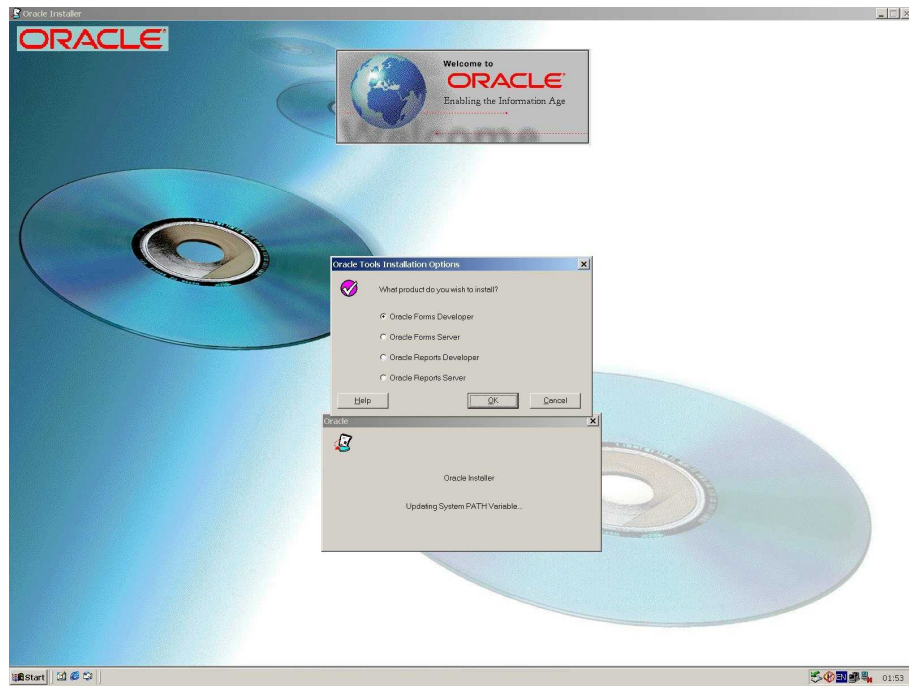 Oracle Installer
ORACLE®
Welcome to
ORACLE®
Enabling the Information Age
Welcome
Oracle Tools Installation Options
What product do you wish to install?
Oracle Forms Developer
Oracle Forms Server
Oracle Reports Developer
Oracle Reports Server
Help
OK
Cancel
Oracle
Oracle Installer
Updating System PATH Variable...
Start
EN
01:53